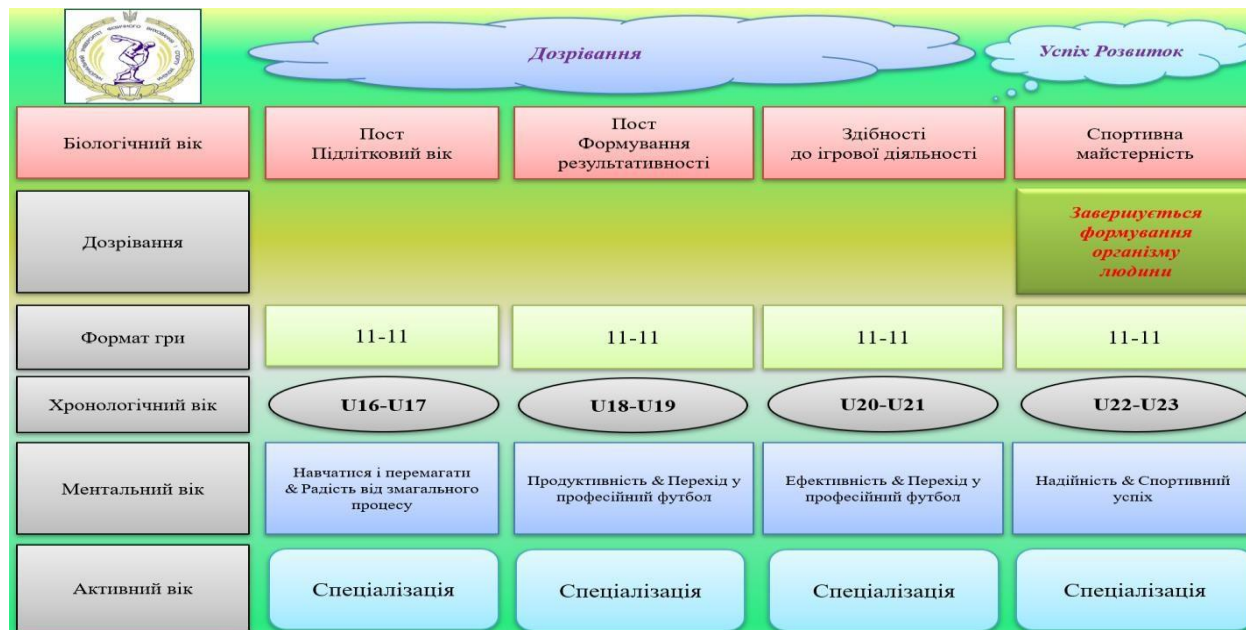 Дозрівання
Успіх Розвиток
Біологічний вік
Пост
Підлітковий вік
Пост
Формування
результативності
Здібності
до ігрової діяльності
Спортивна
майстерність
Дозрівання
Завершується
формування
організму
людини
Формат гри
11-11
11-11
11-11
11-11
Хронологічний вік
U16-U17
U18-U19
U20-U21
U22-U23
Ментальний вік
Навчатися і перемагати
& Радість від змагального
процесу
Продуктивність & Перехід у
професійний футбол
Ефективність & Перехід у
професійний футбол
Надійність & Спортивний
успіх
Активний вік
Спеціалізація
Спеціалізація
Спеціалізація
Спеціалізація